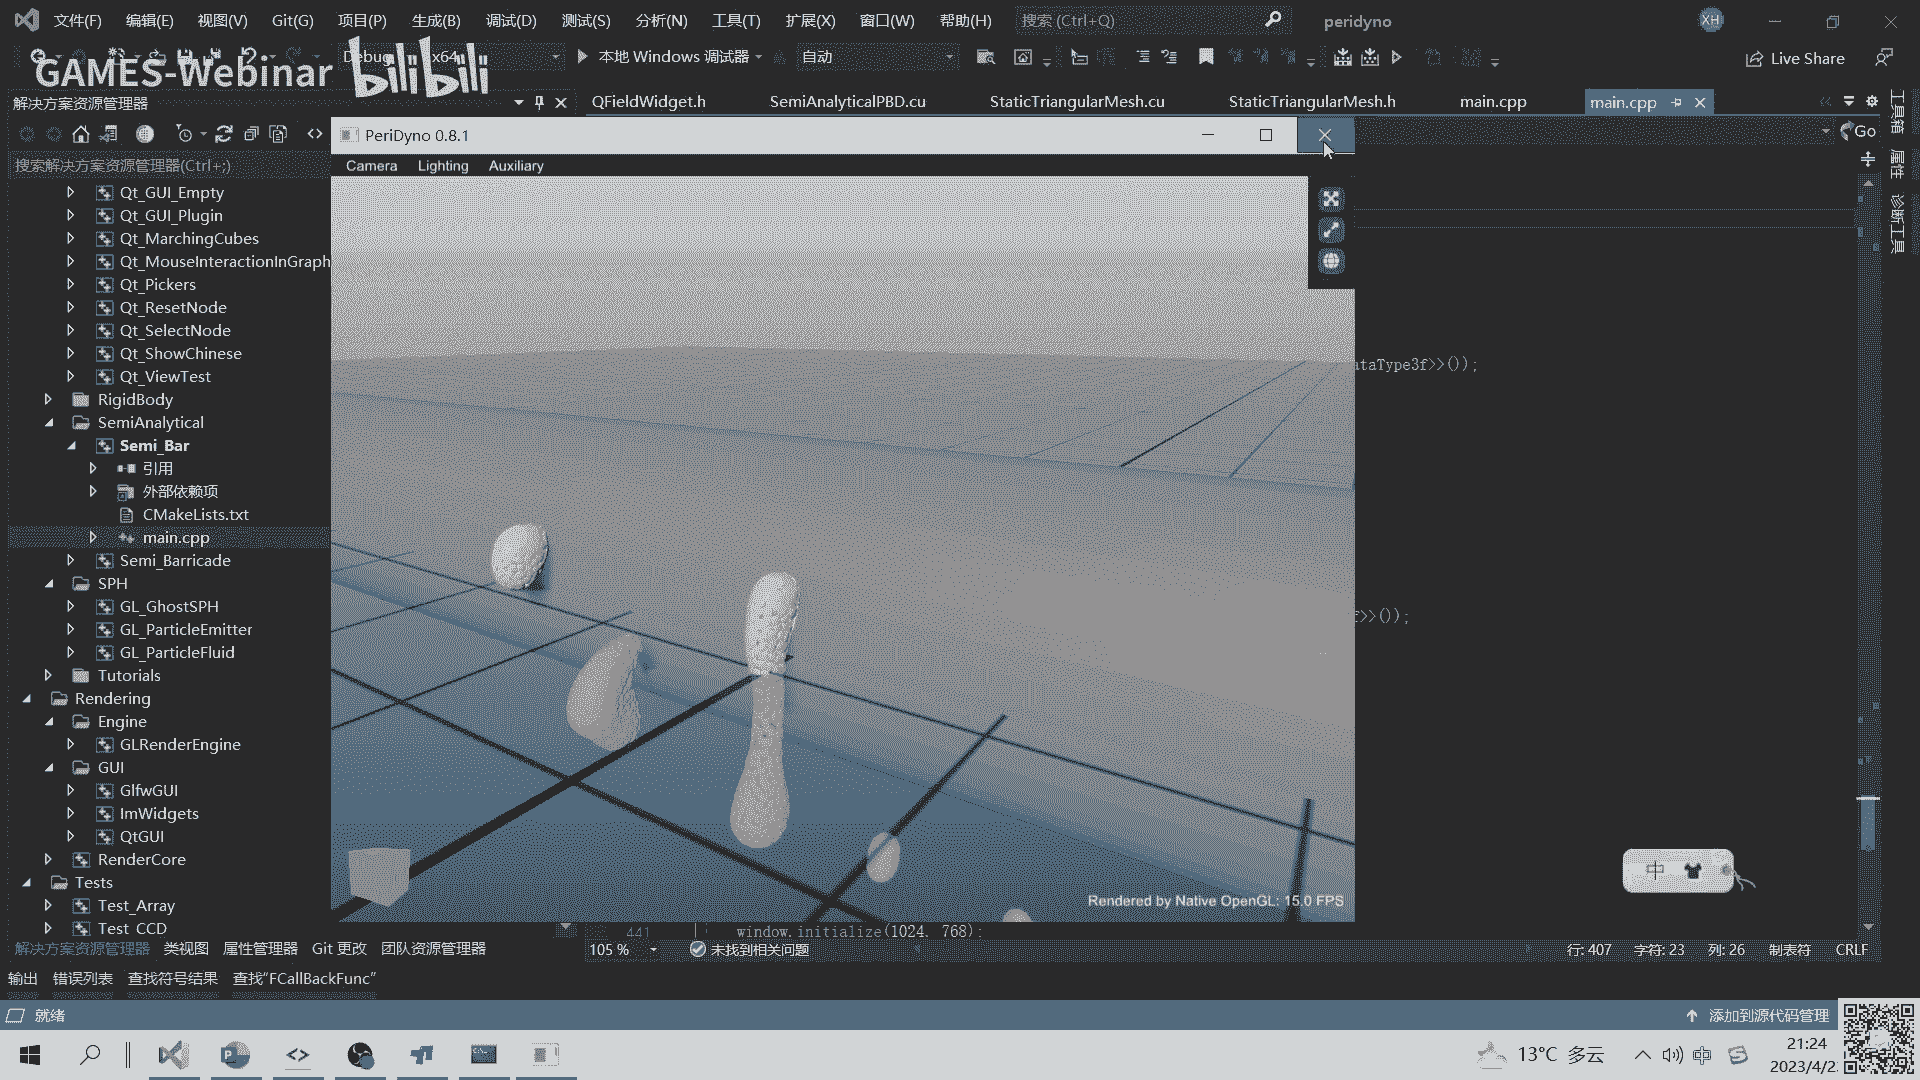 文件(F) 编辑(E) 视图(V) Git(G) 项目(P) 生成(B) 调试(D) 测试(S) 分析(N) 工具(T) 扩展(X) 窗口(W) 帮助(H) 搜索 (Ctrl+Q) peridyno XH
Debug x64 本地 Windows 调试器 自动 Live Share
GAMES-Webinar bilibili
解决方案资源管理器
QFieldWidget.h SemiAnalyticalPBD.cu StaticTriangularMesh.cu StaticTriangularMesh.h main.cpp main.cpp
工具箱
属性
诊断工具
Go
搜索解决方案资源管理器(Ctrl+;)
PeriDyno 0.8.1
Camera Lighting Auxiliary
Qt_GUI_Empty
Qt_GUI_Plugin
Qt_MarchingCubes
Qt_MouseInteractionInGraph
Qt_Pickers
Qt_ResetNode
Qt_SelectNode
Qt_ShowChinese
Qt_ViewTest
RigidBody
SemiAnalytical
Semi_Bar
引用
外部依赖项
CMakeLists.txt
main.cpp
Semi_Barricade
SPH
GL_GhostSPH
GL_ParticleEmitter
GL_ParticleFluid
Tutorials
Rendering
Engine
GLRenderEngine
GUI
GlfwGUI
ImWidgets
QtGUI
RenderCore
Tests
Test_Array
Test_CCD
ataType3f>>());
f>>());
Rendered by Native OpenGL: 15.0 FPS
441 window.initialize(1024, 768);
中
解决方案资源管理器 类视图 属性管理器 Git 更改 团队资源管理器
105 % 未找到相关问题 行: 407 字符: 23 列: 26 制表符 CRLF
输出 错误列表 查找符号结果 查找"FCallBackFunc"
就绪 添加到源代码管理
13°C 多云 中 21:24
2023/4/2